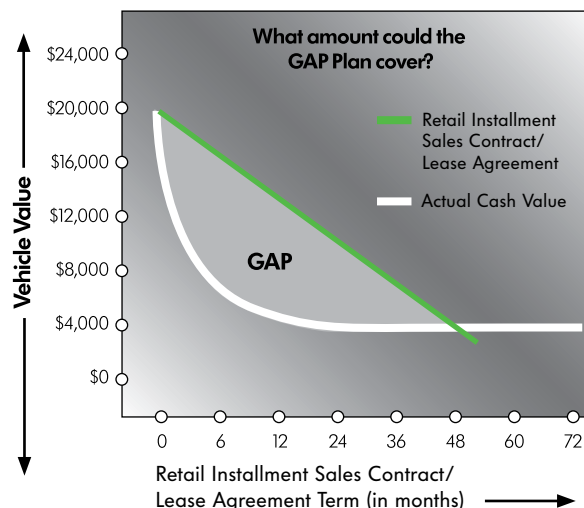 What amount could the
GAP Plan cover?
$24,000
$20,000
$16,000
$12,000
$8,000
$4,000
$0
Vehicle Value
Retail Installment
Sales Contract/
Lease Agreement
Actual Cash Value
GAP
0 6 12 24 36 48 60 72
Retail Installment Sales Contract/
Lease Agreement Term (in months)